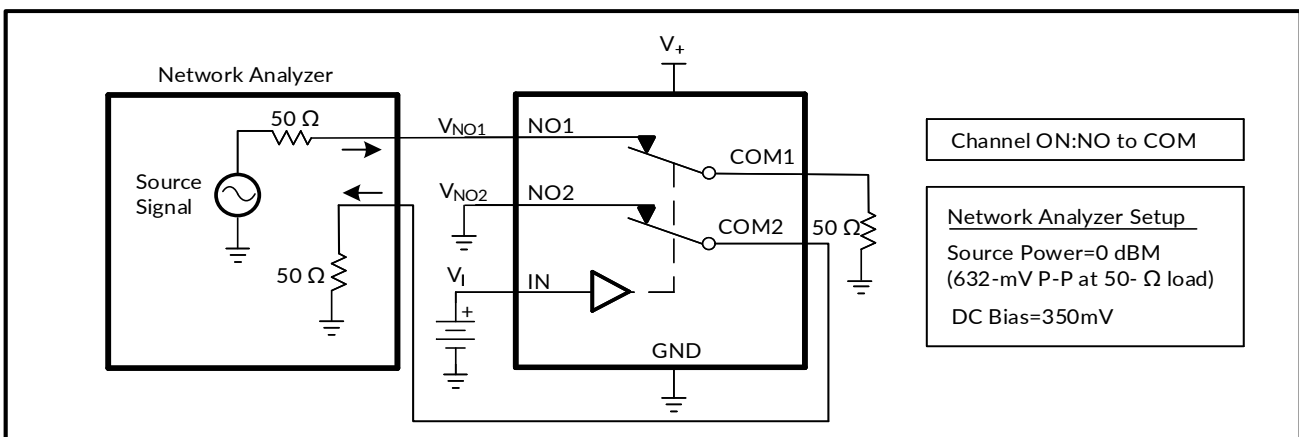 V+
Network Analyzer
50 Ω
VNO1
NO1
COM1
Channel ON:NO to COM
Source
Signal
VNO2
NO2
COM2
50 Ω
50 Ω
VI
IN
+
GND
Network Analyzer Setup
Source Power=0 dBM
(632-mV P-P at 50- Ω load)
DC Bias=350mV